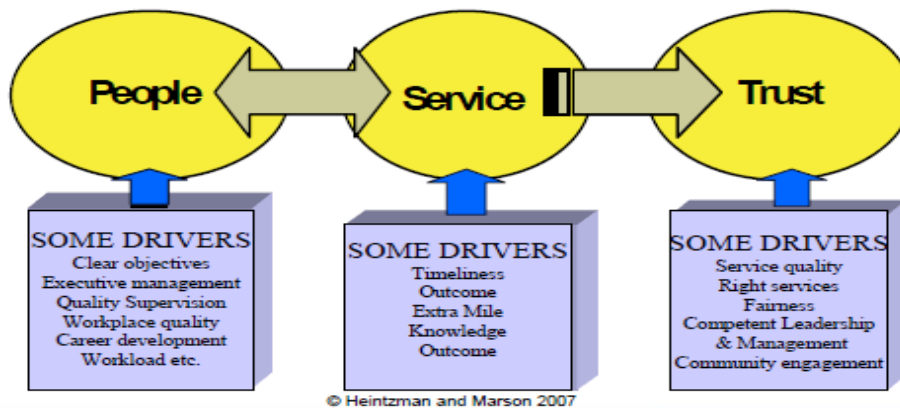 People
Service
Trust
SOME DRIVERS
Clear objectives
Executive management
Quality Supervision
Workplace quality
Career development
Workload etc.
SOME DRIVERS
Timeliness
Outcome
Extra Mile
Knowledge
Outcome
SOME DRIVERS
Service quality
Right services
Fairness
Competent Leadership
& Management
Community engagement
© Heintzman and Marson 2007